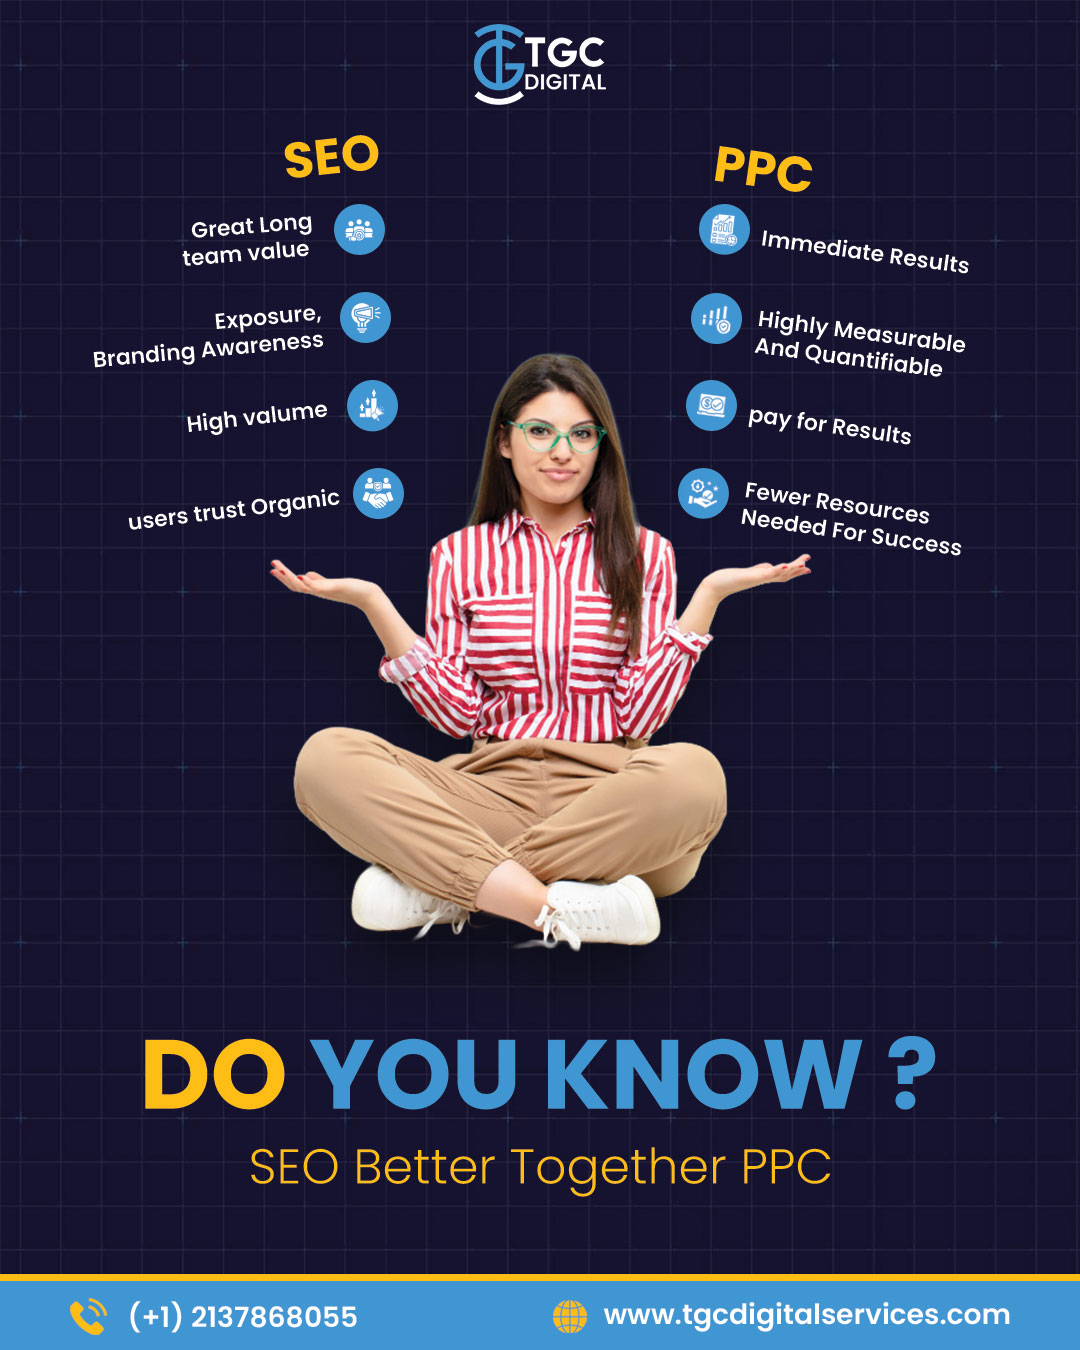 TGC
DIGITAL
SEO
Great Long
team value
Exposure,
Branding Awareness
High valume
users trust Organic
PPC
Immediate Results
Highly Measurable
And Quantifiable
pay for Results
Fewer Resources
Needed For Success
DO YOU KNOW ?
SEO Better Together PPC
(+1) 2137868055
www.tgcdigitalservices.com